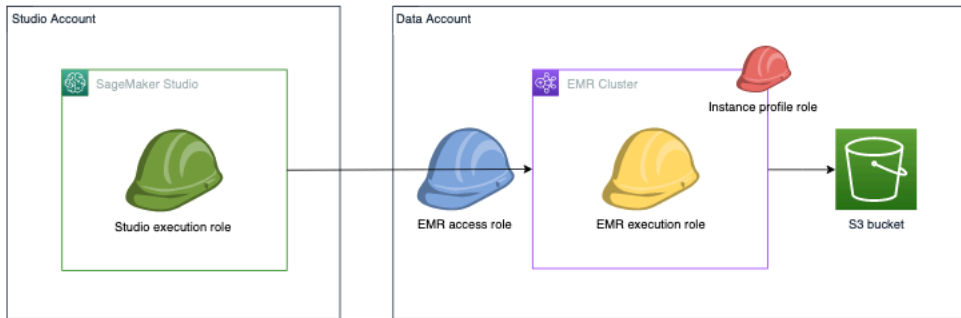 Studio Account
Data Account
SageMaker Studio
EMR Cluster
Instance profile role
Studio execution role
EMR access role
EMR execution role
S3 bucket